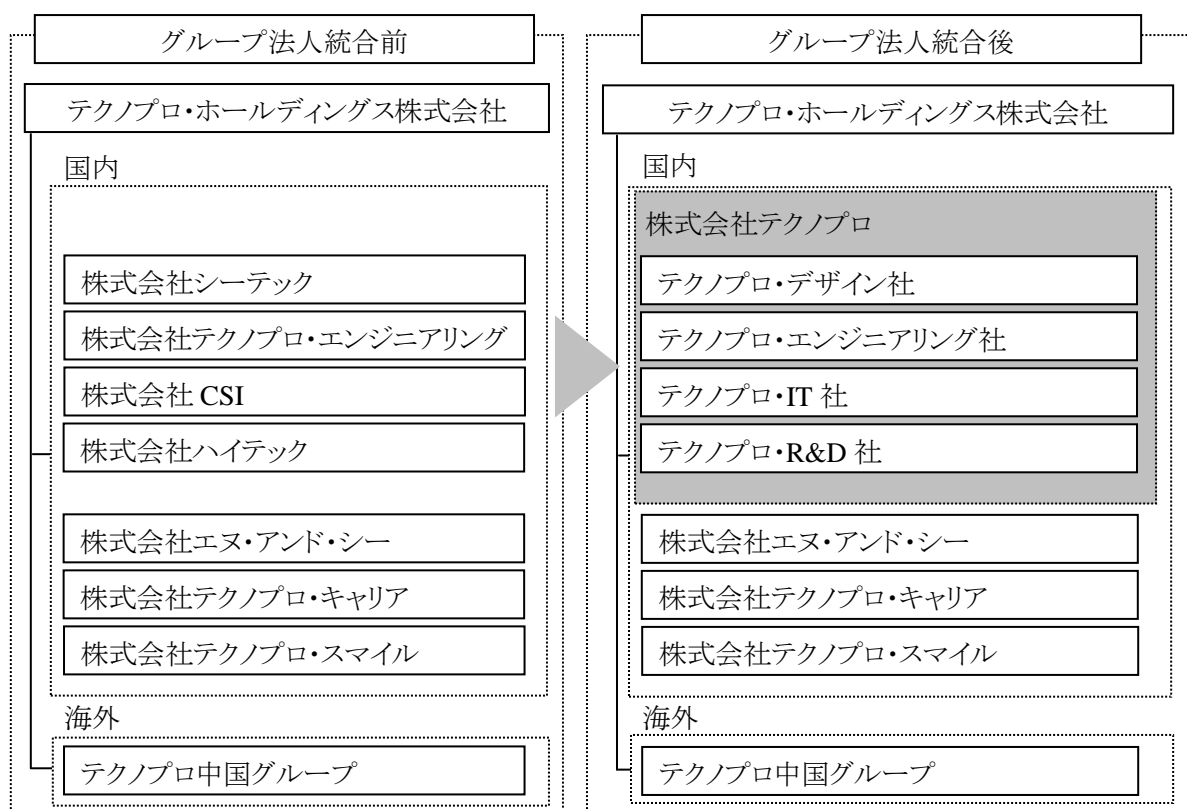 グループ法人統合前
テクノプロ・ホールディングス株式会社
国内
株式会社シーテック
株式会社テクノプロ・エンジニアリング
株式会社 CSI
株式会社ハイテック
株式会社エヌ・アンド・シー
株式会社テクノプロ・キャリア
株式会社テクノプロ・スマイル
海外
テクノプロ中国グループ
グループ法人統合後
テクノプロ・ホールディングス株式会社
国内
株式会社テクノプロ
テクノプロ・デザイン社
テクノプロ・エンジニアリング社
テクノプロ・IT 社
テクノプロ・R&D 社
株式会社エヌ・アンド・シー
株式会社テクノプロ・キャリア
株式会社テクノプロ・スマイル
海外
テクノプロ中国グループ